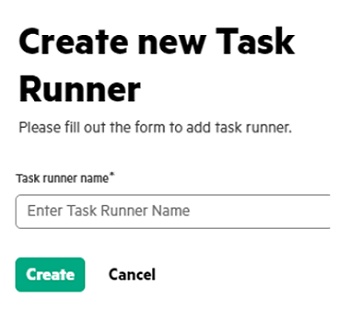 Create new Task
Runner
Please fill out the form to add task runner.
Task runner name*
Enter Task Runner Name
Create Cancel